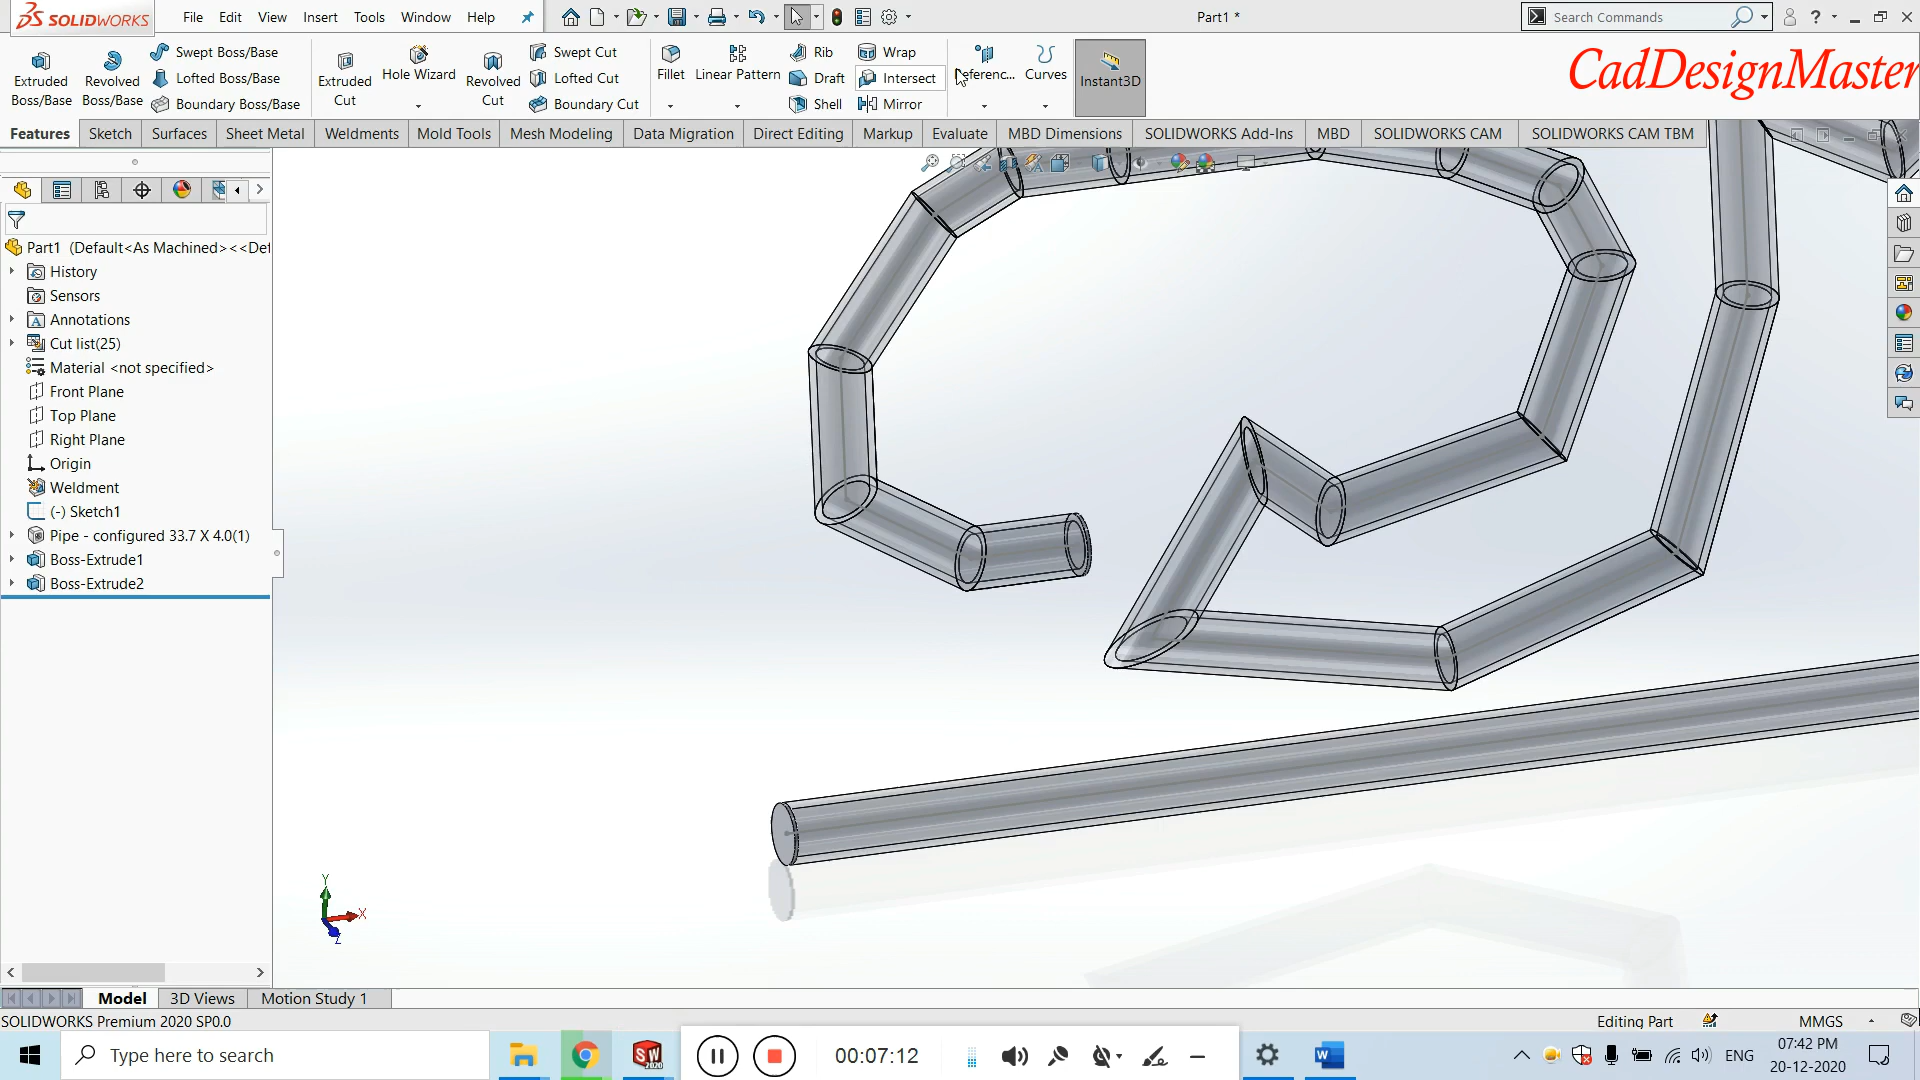 SOLIDWORKS File Edit View Insert Tools Window Help Part1 * Search Commands
CadDesignMaster
Extruded Boss/Base
Revolved Boss/Base
Swept Boss/Base
Lofted Boss/Base
Boundary Boss/Base
Extruded Cut
Hole Wizard
Revolved Cut
Swept Cut
Lofted Cut
Boundary Cut
Fillet
Linear Pattern
Rib
Draft
Shell
Wrap
Intersect
Mirror
Curves
Instant3D
Features Sketch Surfaces Sheet Metal Weldments Mold Tools Mesh Modeling Data Migration Direct Editing Markup Evaluate MBD Dimensions SOLIDWORKS Add-Ins MBD SOLIDWORKS CAM SOLIDWORKS CAM TBM
Part1 (Default<As Machined><<Def
History
Sensors
Annotations
Cut list(25)
Material <not specified>
Front Plane
Top Plane
Right Plane
Origin
Weldment
(-) Sketch1
Pipe - configured 33.7 X 4.0(1)
Boss-Extrude1
Boss-Extrude2
Y
X
Z
Model 3D Views Motion Study 1
SOLIDWORKS Premium 2020 SP0.0 Editing Part MMGS
Type here to search
SW
2020
00:07:12
ENG
07:42 PM
20-12-2020